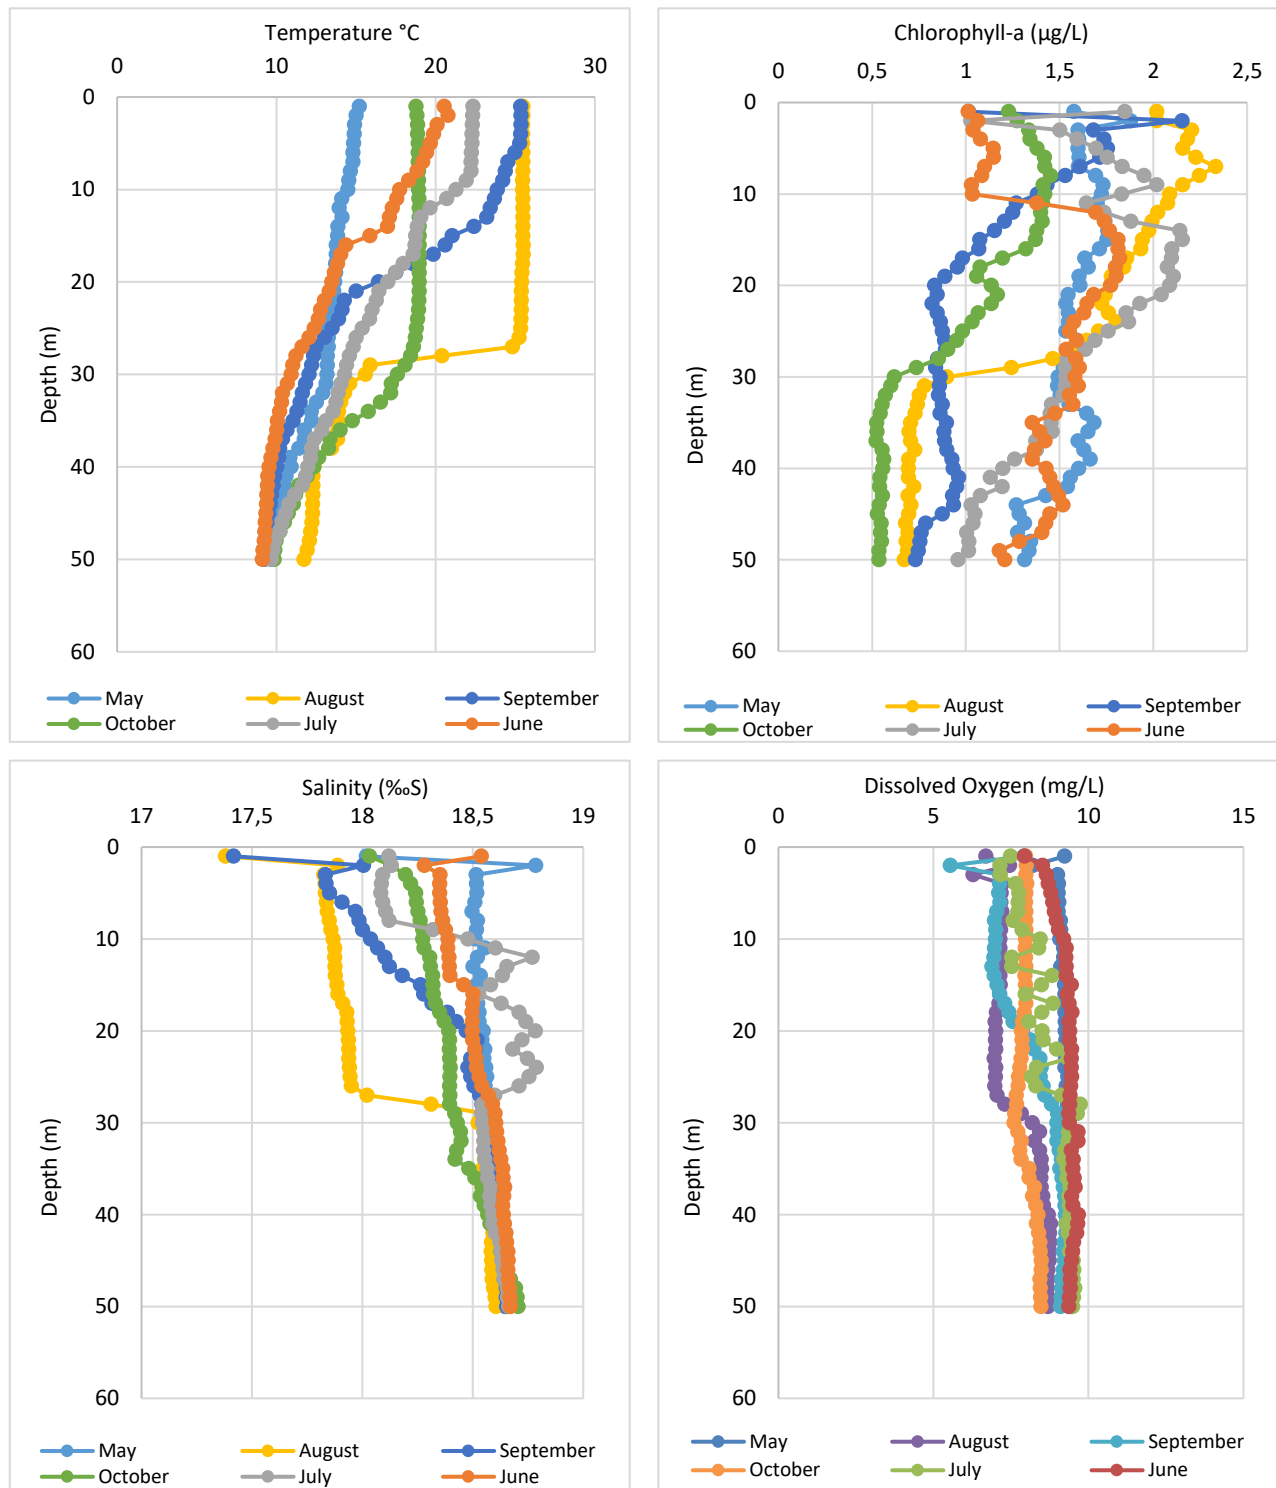 Temperature °C
0 10 20 30
0
10
20
30
40
50
60
Depth (m)
May August September
October July June
Chlorophyll-a (µg/L)
0 0,5 1 1,5 2 2,5
0
10
20
30
40
50
60
Depth (m)
May August September
October July June
Salinity (‰S)
17 17,5 18 18,5 19
0
10
20
30
40
50
60
Depth (m)
May August September
October July June
Dissolved Oxygen (mg/L)
0 5 10 15
0
10
20
30
40
50
60
Depth (m)
May August September
October July June